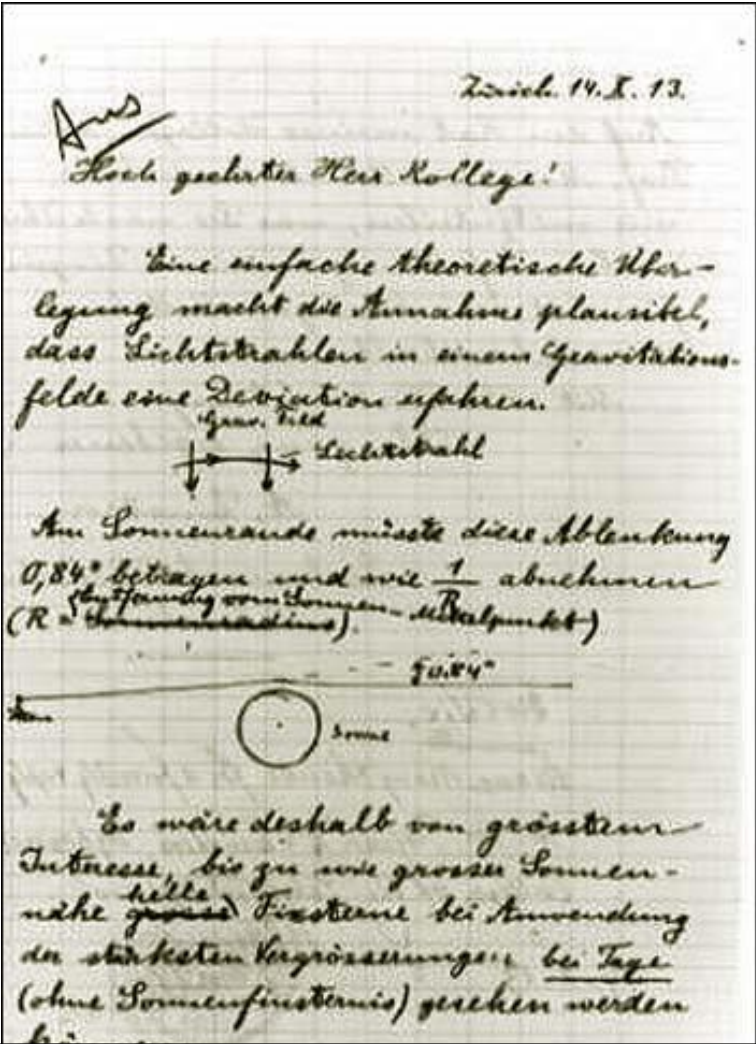 Zürich. 14. X. 13.
Aus
Hoch geehrter Herr Kollege!
Eine einfache theoretische Über-
legung macht die Annahme plausibel,
dass Lichtstrahlen in einem Gravitations-
felde eine Deviation erfahren.
Grav. Feld
Lichtstrahl
Am Sonnenrande müsste diese Ablenkung
0,84" betragen und wie 1/R abnehmen
(R = Entfernung vom Sonnen-Mittelpunkt)
Sonnenradius).
0.84"
Sonne
Es wäre deshalb von grösstem
Interesse, bis zu wie grosser Sonnen-
nähe helle grosse Fixsterne bei Anwendung
der stärksten Vergrösserungen bei Tage
(ohne Sonnenfinsternis) gesehen werden